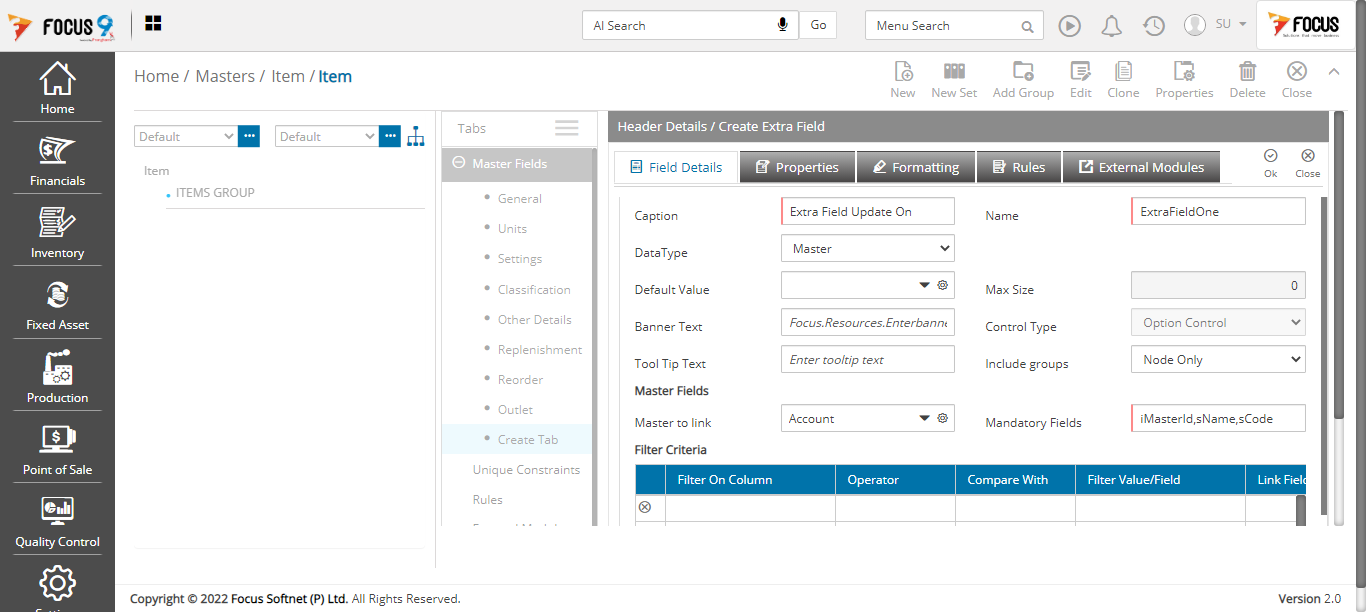 FOCUS 9
AI Search
Go
Menu Search
SU
FOCUS
Home
Financials
Inventory
Fixed Asset
Production
Point of Sale
Quality Control
Home / Masters / Item / Item
New
New Set
Add Group
Edit
Clone
Properties
Delete
Close
Default
Default
Item
ITEMS GROUP
Tabs
Master Fields
General
Units
Settings
Classification
Other Details
Replenishment
Reorder
Outlet
Create Tab
Unique Constraints
Rules
Header Details / Create Extra Field
Field Details
Properties
Formatting
Rules
External Modules
Ok
Close
Caption
Extra Field Update On
Name
ExtraFieldOne
DataType
Master
Default Value
Max Size
0
Banner Text
Focus.Resources.Enterbanne
Control Type
Option Control
Tool Tip Text
Enter tooltip text
Include groups
Node Only
Master Fields
Master to link
Account
Mandatory Fields
iMasterId,sName,sCode
Filter Criteria
Filter On Column
Operator
Compare With
Filter Value/Field
Link Field
Copyright © 2022 Focus Softnet (P) Ltd. All Rights Reserved.
Version 2.0